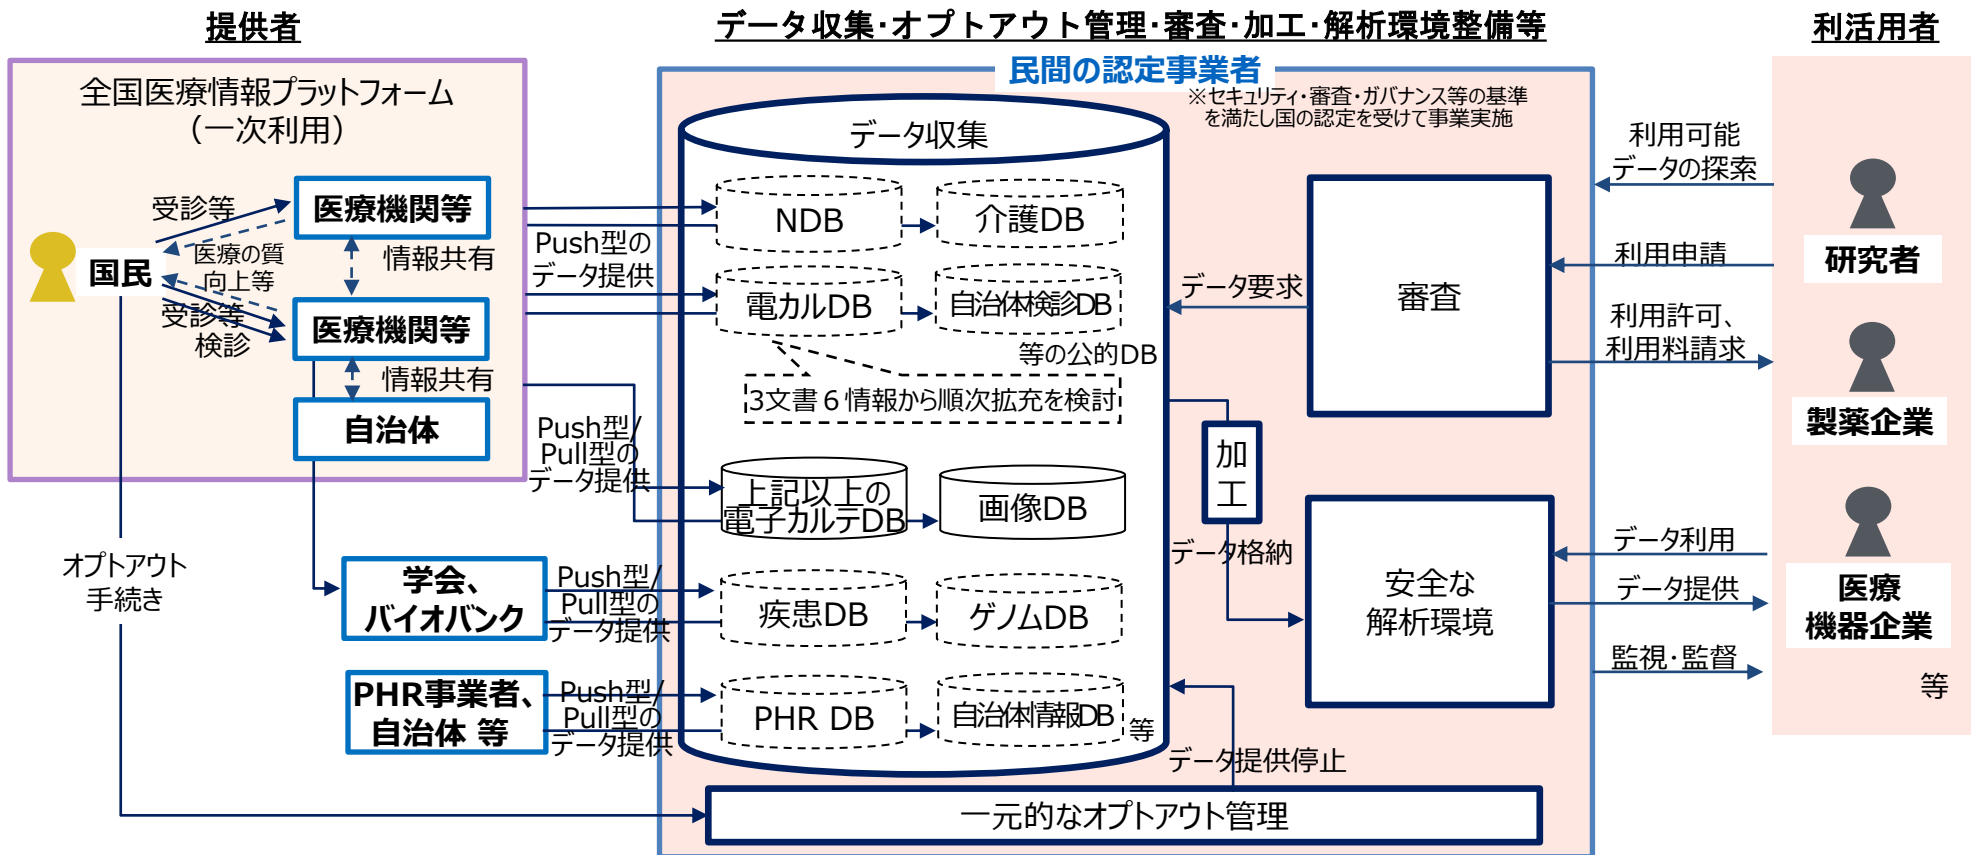 提供者
データ収集・オプトアウト管理・審査・加工・解析環境整備等
利活用者
全国医療情報プラットフォーム
（一次利用）
国民
受診等
医療の質
向上等
受診等
検診
医療機関等
情報共有
医療機関等
情報共有
自治体
オプトアウト
手続き
学会、
バイオバンク
PHR事業者、
自治体 等
Push型の
データ提供
Push型/
Pull型の
データ提供
Push型/
Pull型の
データ提供
Push型/
Pull型の
データ提供
民間の認定事業者
※セキュリティ・審査・ガバナンス等の基準
を満たし国の認定を受けて事業実施
データ収集
NDB
介護DB
電カルDB
自治体検診DB
等の公的DB
3文書６情報から順次拡充を検討
上記以上の
電子カルテDB
画像DB
疾患DB
ゲノムDB
PHR DB
自治体情報DB
等
データ要求
審査
加
工
データ格納
安全な
解析環境
データ提供停止
一元的なオプトアウト管理
利用可能
データの探索
利用申請
利用許可、
利用料請求
データ利用
データ提供
監視・監督
研究者
製薬企業
医療
機器企業
等